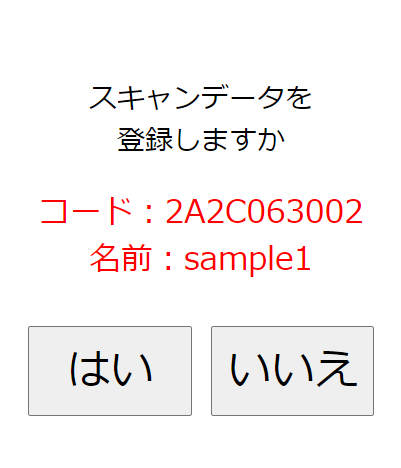 スキャンデータを
登録しますか
コード：2A2C063002
名前：sample1
はい
いいえ